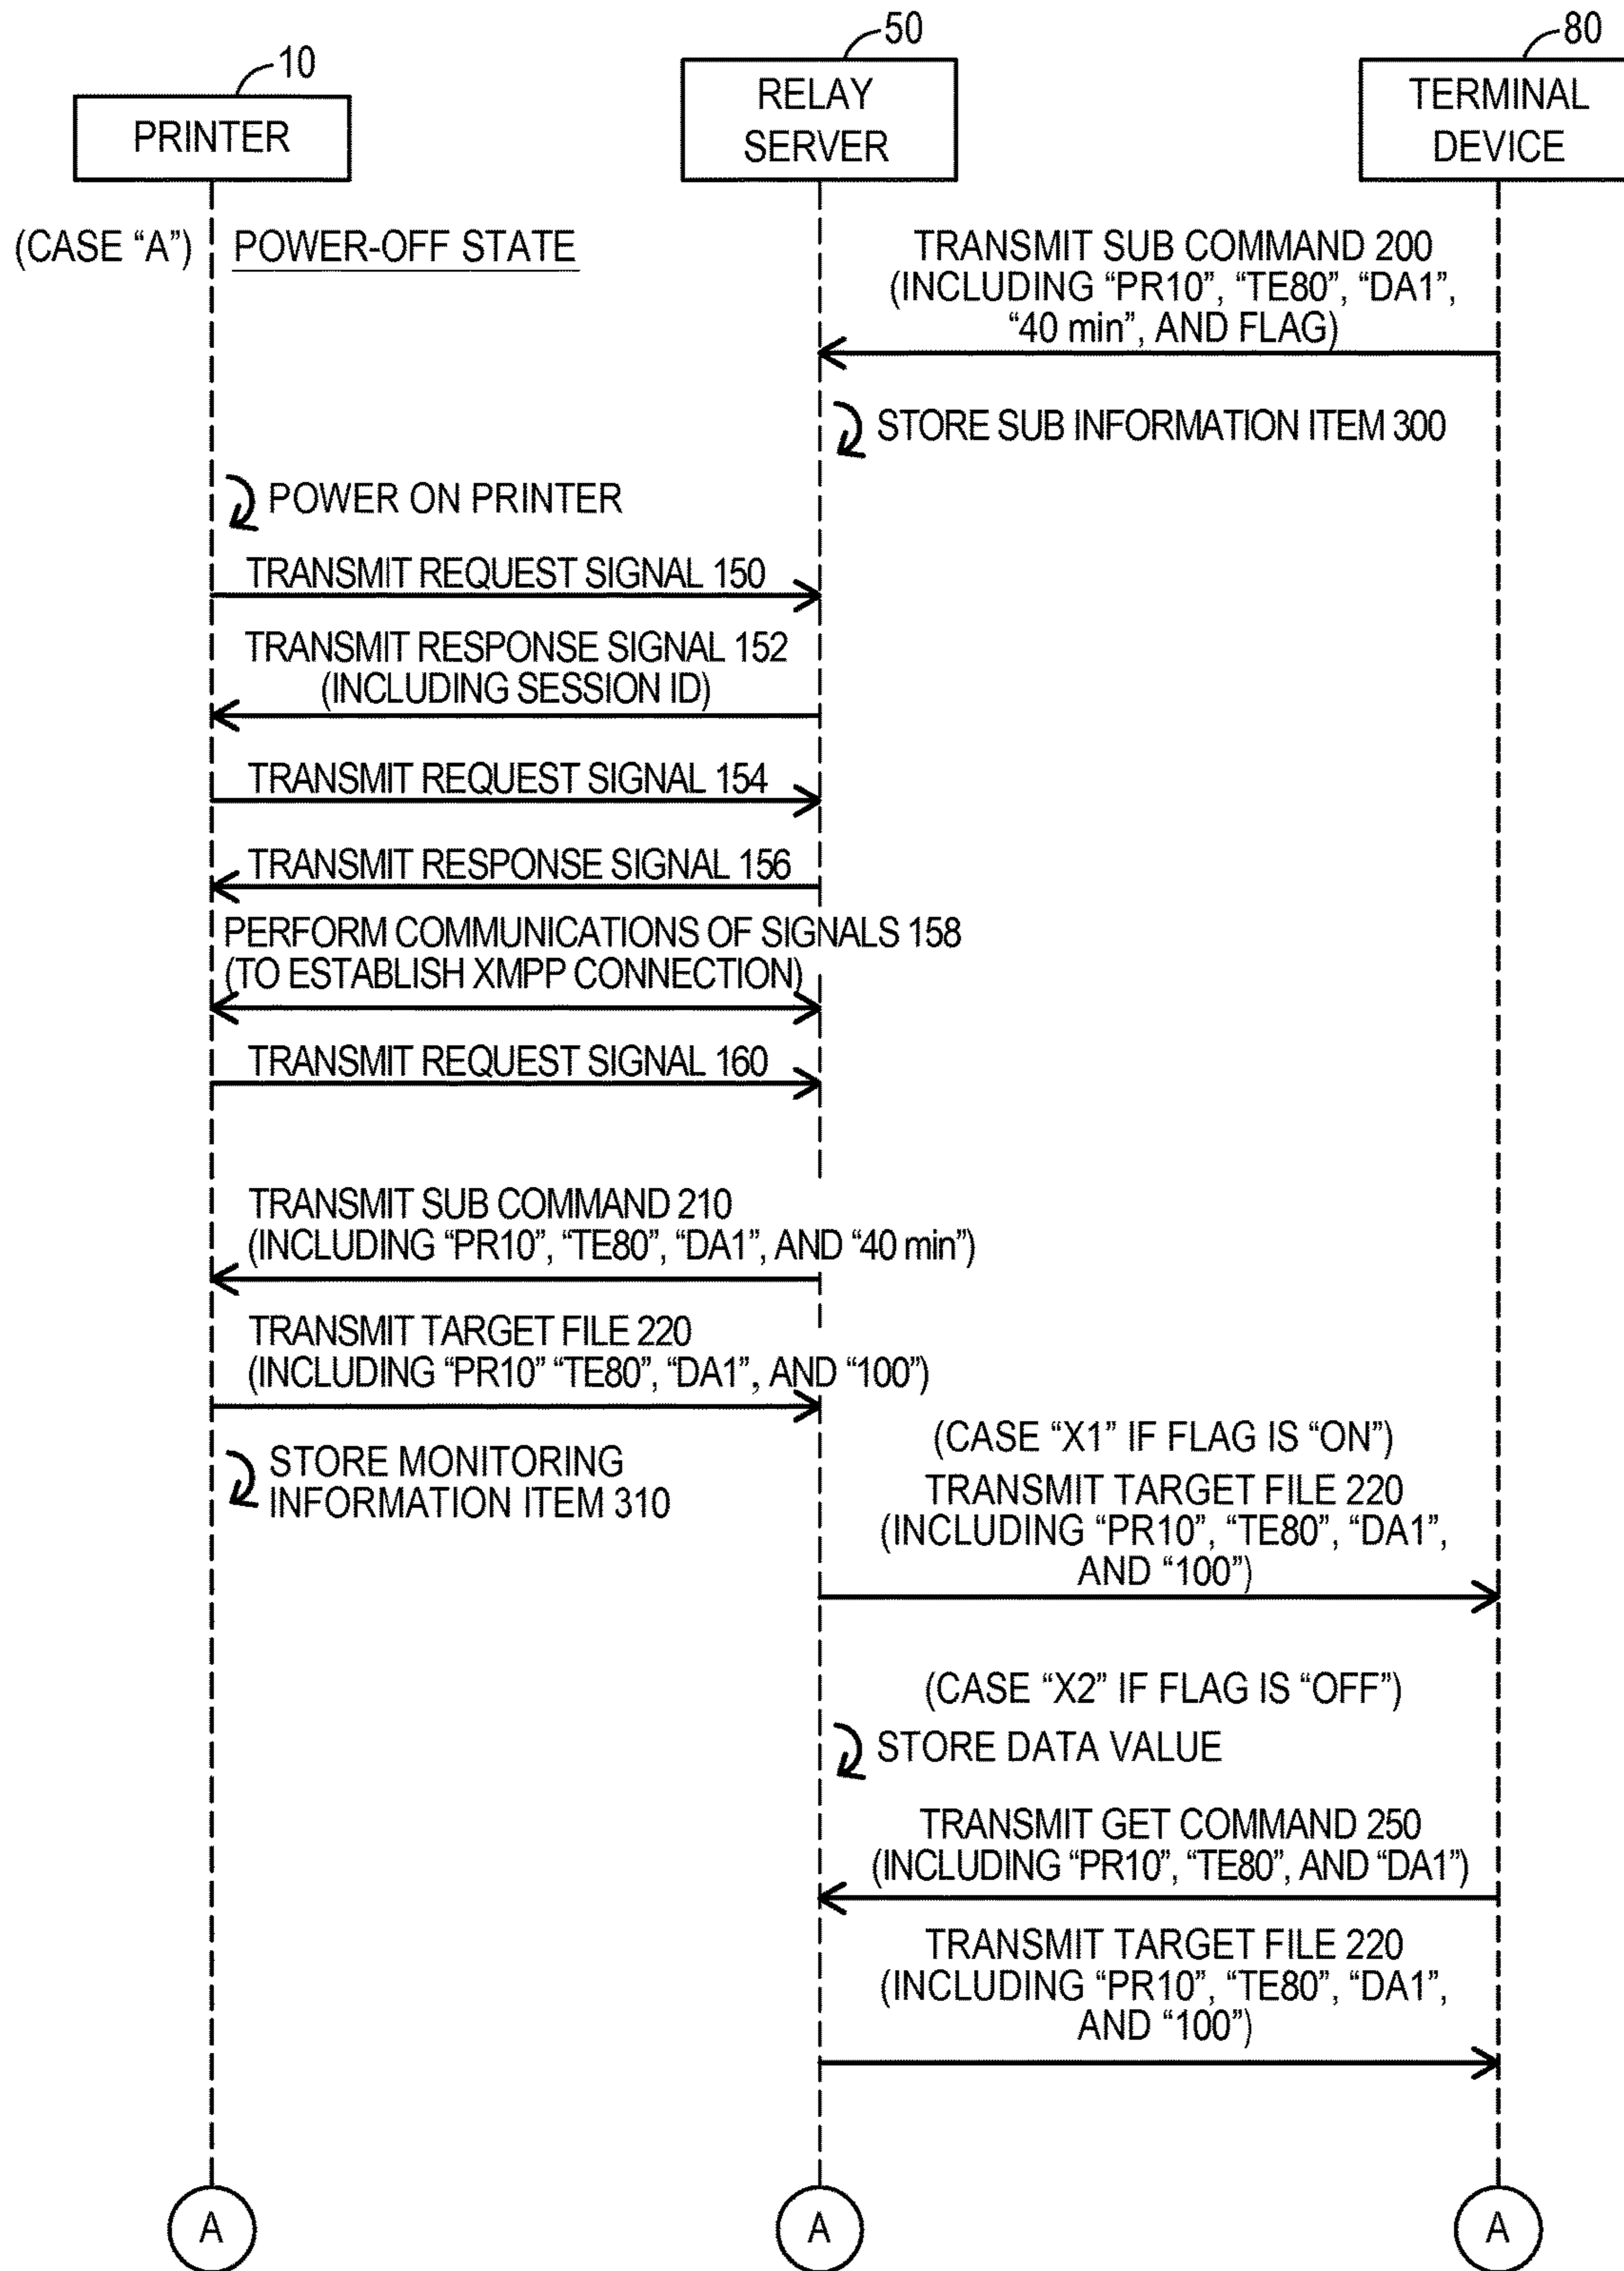 10
PRINTER
50
RELAY
SERVER
80
TERMINAL
DEVICE
(CASE “A”)
POWER-OFF STATE
TRANSMIT SUB COMMAND 200
(INCLUDING “PR10”, “TE80”, “DA1”,
“40 min”, AND FLAG)
STORE SUB INFORMATION ITEM 300
POWER ON PRINTER
TRANSMIT REQUEST SIGNAL 150
TRANSMIT RESPONSE SIGNAL 152
(INCLUDING SESSION ID)
TRANSMIT REQUEST SIGNAL 154
TRANSMIT RESPONSE SIGNAL 156
PERFORM COMMUNICATIONS OF SIGNALS 158
(TO ESTABLISH XMPP CONNECTION)
TRANSMIT REQUEST SIGNAL 160
TRANSMIT SUB COMMAND 210
(INCLUDING “PR10”, “TE80”, “DA1”, AND “40 min”)
TRANSMIT TARGET FILE 220
(INCLUDING “PR10” “TE80”, “DA1”, AND “100”)
STORE MONITORING
INFORMATION ITEM 310
(CASE “X1” IF FLAG IS “ON”)
TRANSMIT TARGET FILE 220
(INCLUDING “PR10”, “TE80”, “DA1”,
AND “100”)
(CASE “X2” IF FLAG IS “OFF”)
STORE DATA VALUE
TRANSMIT GET COMMAND 250
(INCLUDING “PR10”, “TE80”, AND “DA1”)
TRANSMIT TARGET FILE 220
(INCLUDING “PR10”, “TE80”, “DA1”,
AND “100”)
A
A
A